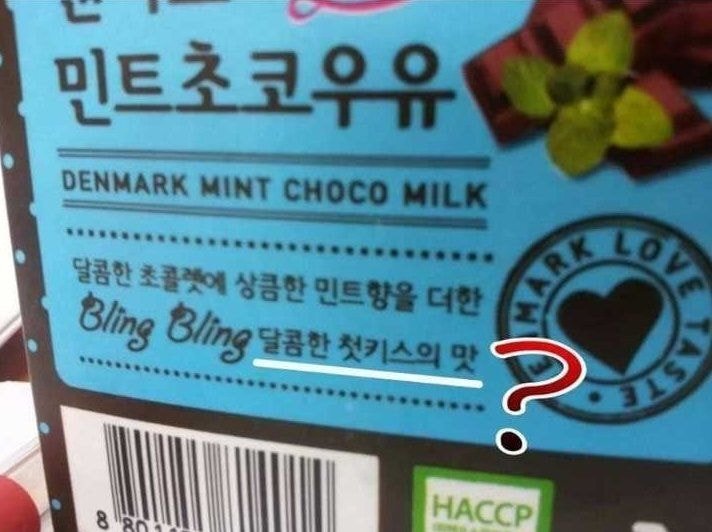 민트초코우유
DENMARK MINT CHOCO MILK
달콤한 초콜렛에 상큼한 민트향을 더한
Bling Bling 달콤한 첫키스의 맛
?
MARK LOVE TASTE
HACCP